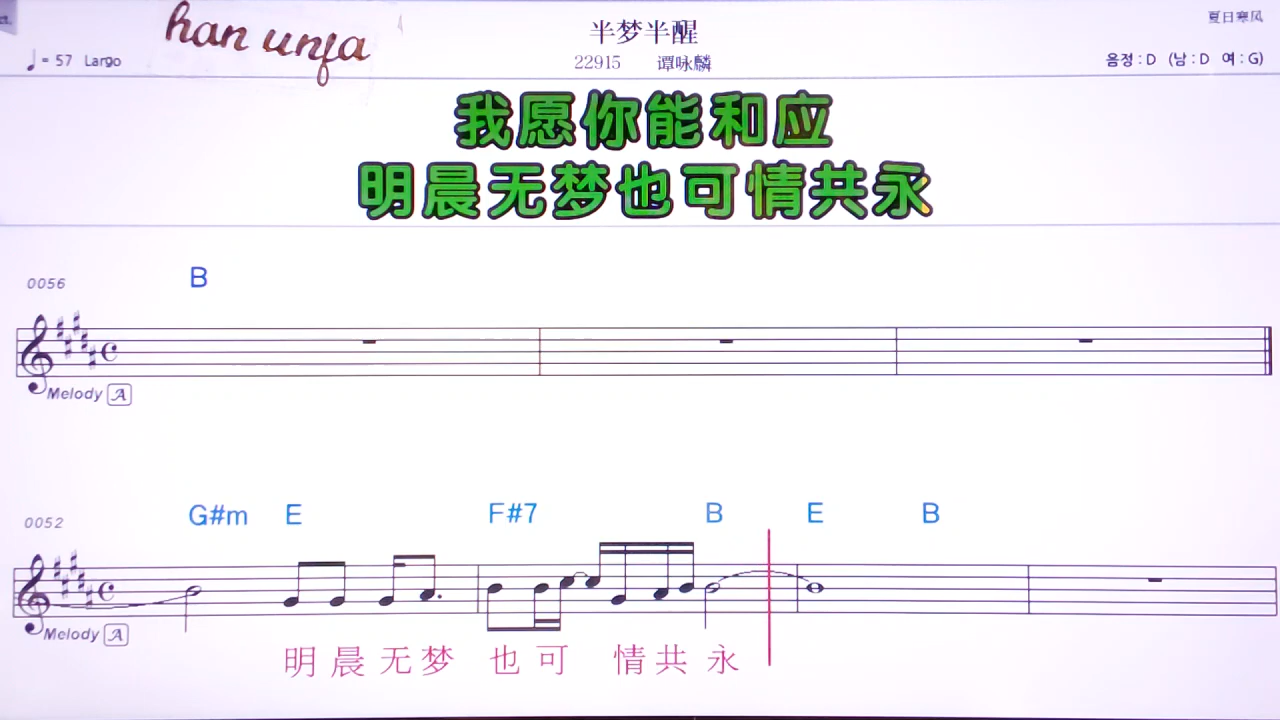 han unja
半梦半醒
夏日寒风
♩= 57 Largo
22915 谭咏麟
음정 : D (남 : D 여 : G)
我愿你能和应
明晨无梦也可情共永
0056
B
Melody A
0052
G#m E F#7 B E B
Melody A
明晨无梦 也可 情共 永